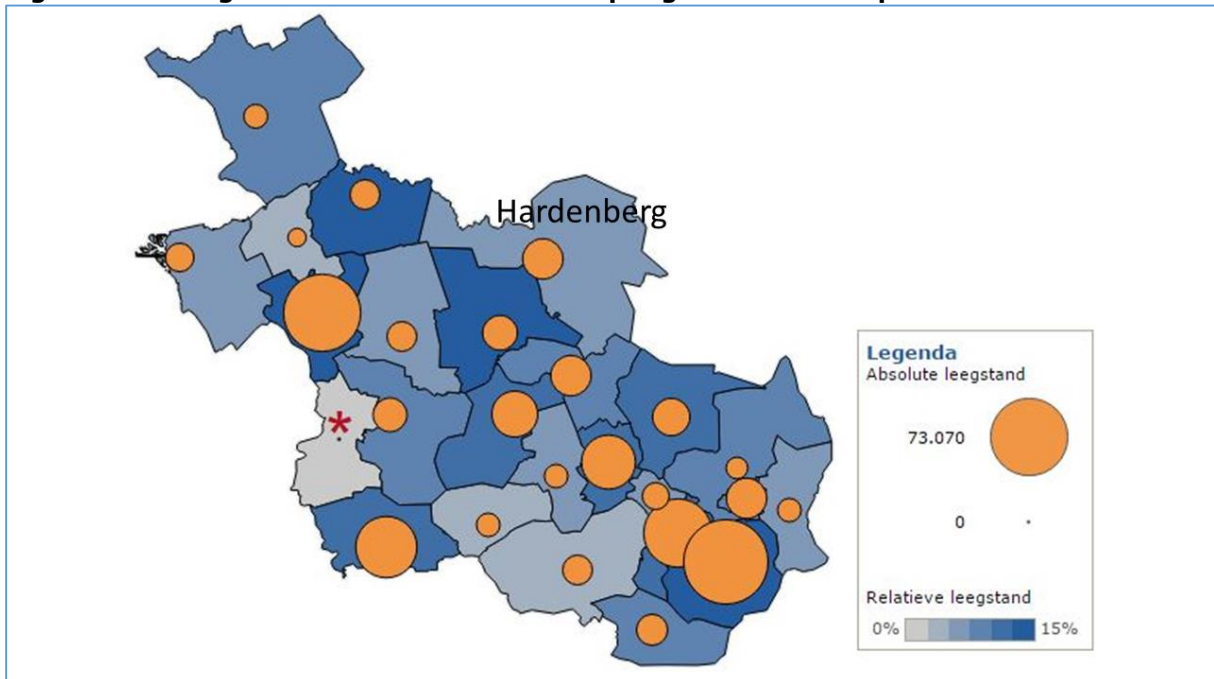 Hardenberg
*
Legenda
Absolute leegstand
73.070
0
Relatieve leegstand
0% 15%